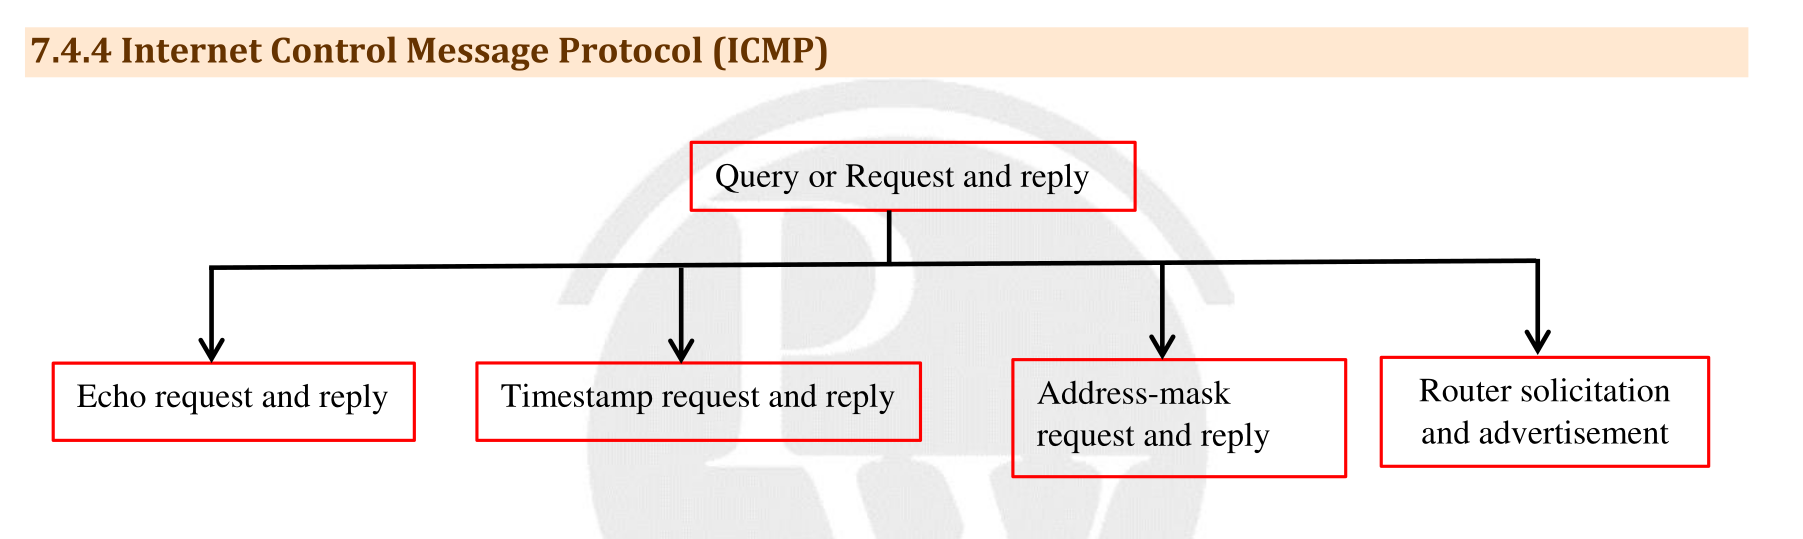 7.4.4 Internet Control Message Protocol (ICMP)
Query or Request and reply
Echo request and reply
Timestamp request and reply
Address-mask
request and reply
Router solicitation
and advertisement
PW